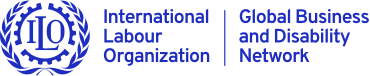 ILO
International
Labour
Organization
Global Business
and Disability
Network